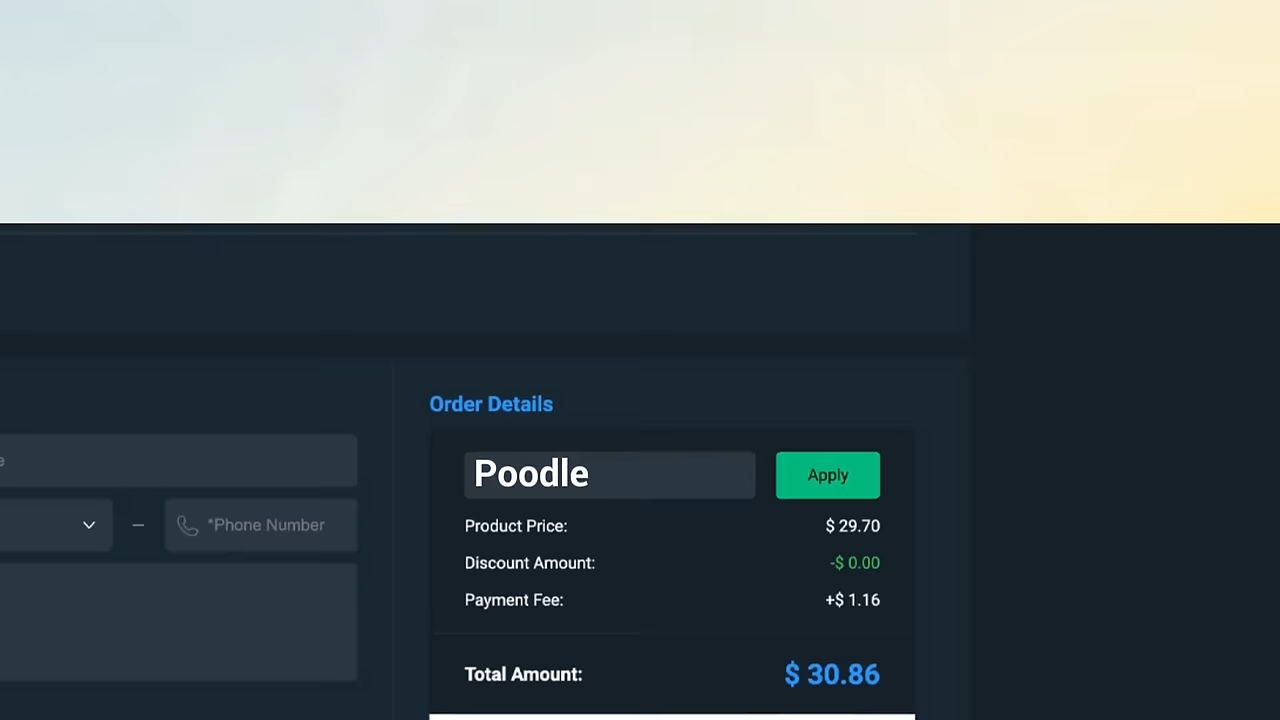 Order Details
Poodle
Apply
*Phone Number
Product Price:
$ 29.70
Discount Amount:
-$ 0.00
Payment Fee:
+$ 1.16
Total Amount:
$ 30.86